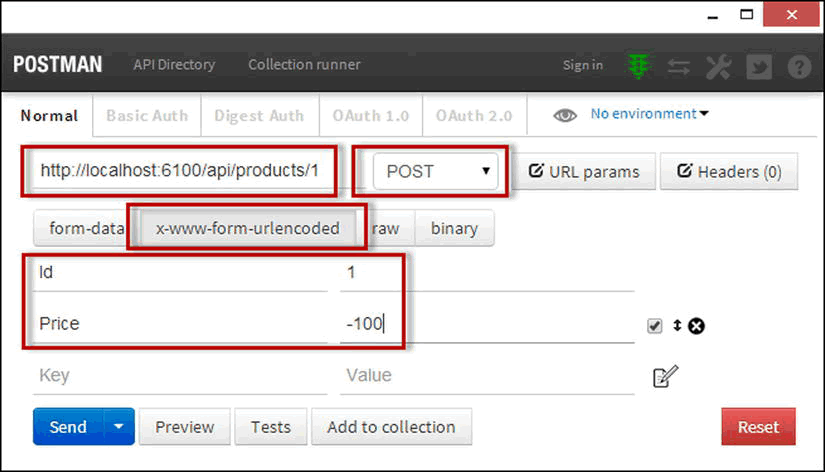 POSTMAN API Directory Collection runner Sign in
Normal Basic Auth Digest Auth OAuth 1.0 OAuth 2.0 No environment
http://localhost:6100/api/products/1 POST URL params Headers (0)
form-data x-www-form-urlencoded raw binary
Id 1
Price -100
Key Value
Send Preview Tests Add to collection Reset